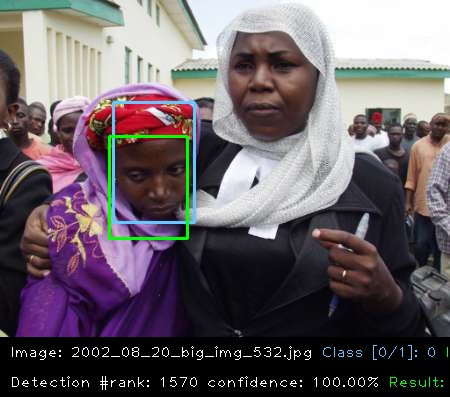 Image: 2002_08_20_big_img_532.jpg Class [0/1]: 0
Detection #rank: 1570 confidence: 100.00% Result: